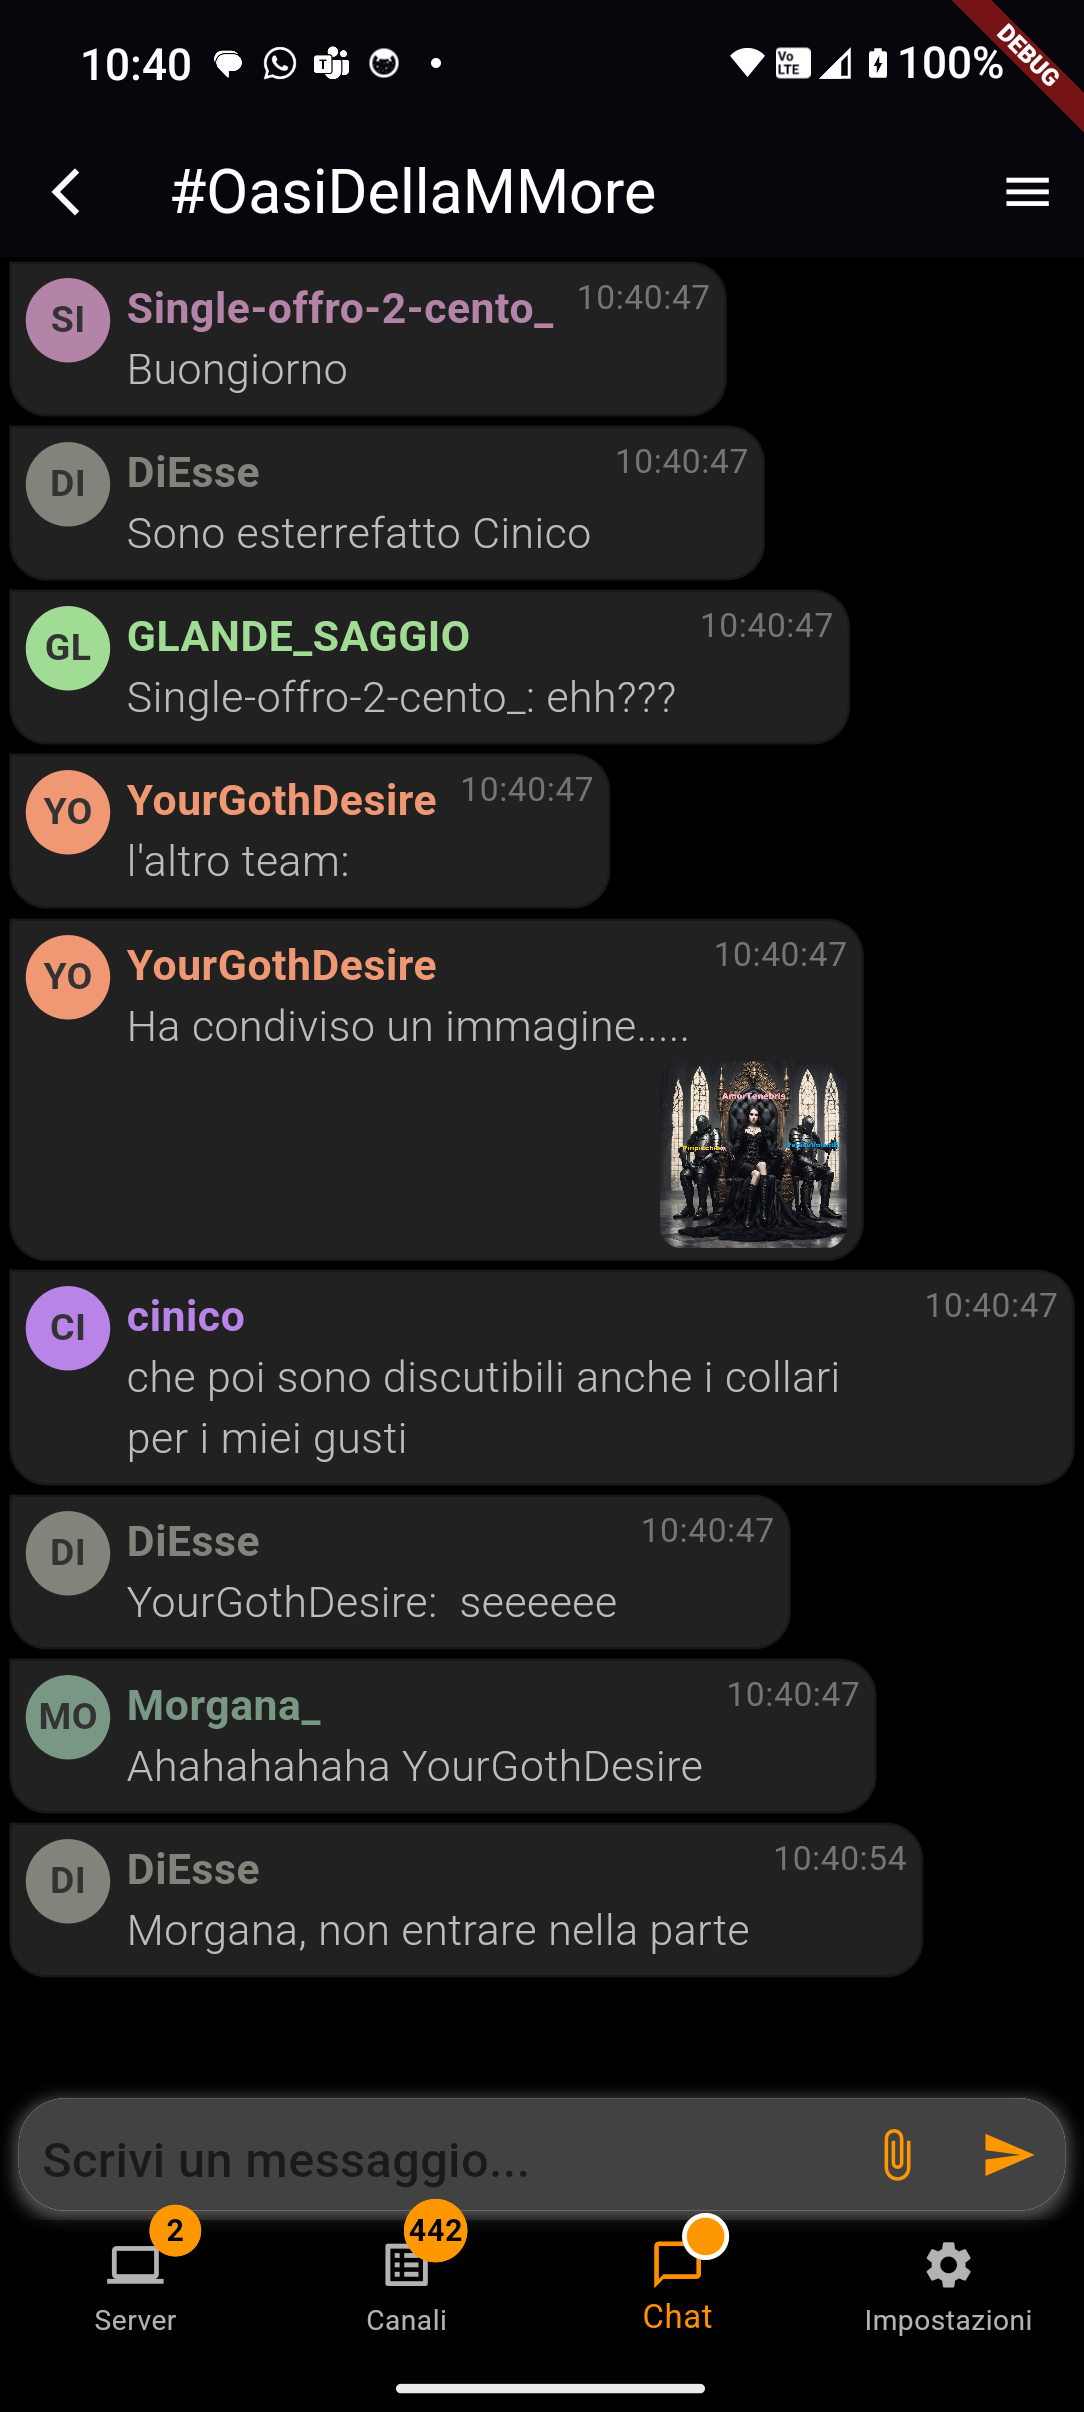 10:40
Vo LTE
100%
DEBUG
#OasiDellaMMore
SI
Single-offro-2-cento_
10:40:47
Buongiorno
DI
DiEsse
10:40:47
Sono esterrefatto Cinico
GL
GLANDE_SAGGIO
10:40:47
Single-offro-2-cento_: ehh???
YO
YourGothDesire
10:40:47
l'altro team:
YO
YourGothDesire
10:40:47
Ha condiviso un immagine.....
AmorTenebris
CI
cinico
10:40:47
che poi sono discutibili anche i collari
per i miei gusti
DI
DiEsse
10:40:47
YourGothDesire:  seeeeee
MO
Morgana_
10:40:47
Ahahahahaha YourGothDesire
DI
DiEsse
10:40:54
Morgana, non entrare nella parte
Scrivi un messaggio...
2
442
Server
Canali
Chat
Impostazioni